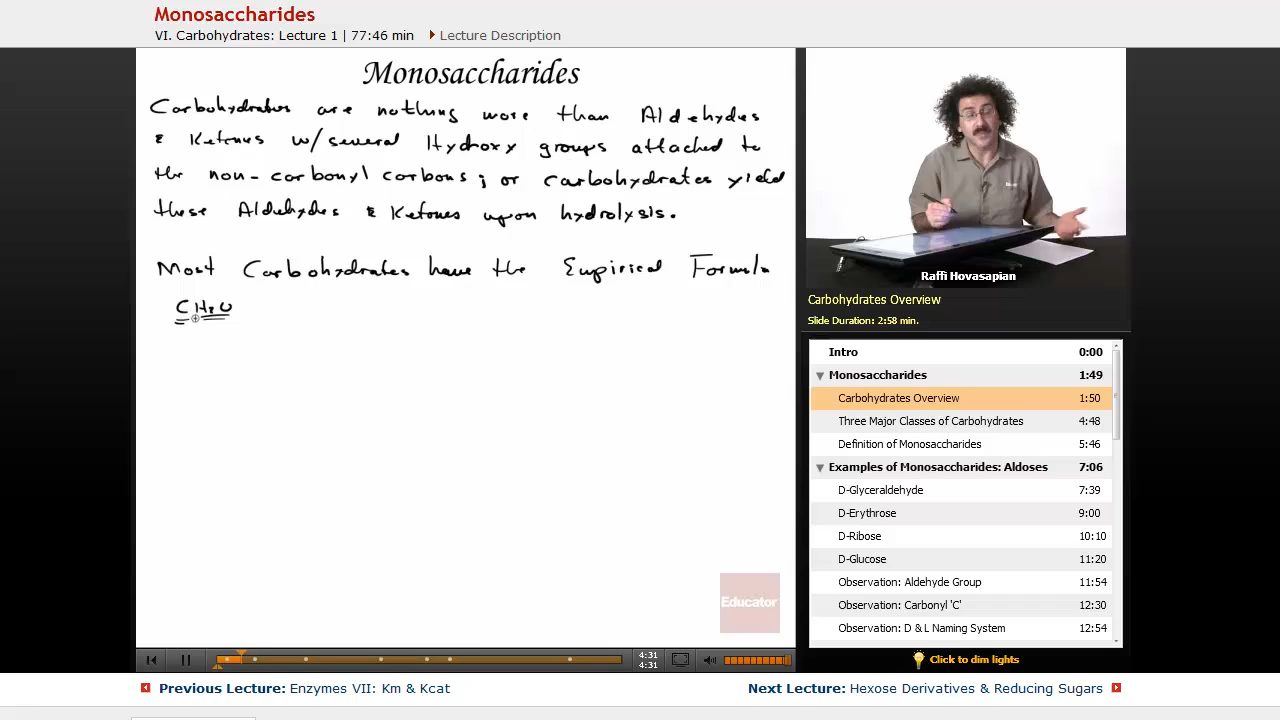 Monosaccharides
VI. Carbohydrates: Lecture 1 | 77:46 min
Lecture Description
Monosaccharides
Carbohydrates are nothing more than Aldehydes
& Ketones w/several Hydroxy groups attached to
the non-carbonyl carbons; or carbohydrates yield
these Aldehydes & Ketones upon hydrolysis.
Most Carbohydrates have the Empirical Formula
CH₂O
Educator
4:31
4:31
Raffi Hovasapian
Carbohydrates Overview
Slide Duration: 2:58 min.
Intro 0:00
Monosaccharides 1:49
Carbohydrates Overview 1:50
Three Major Classes of Carbohydrates 4:48
Definition of Monosaccharides 5:46
Examples of Monosaccharides: Aldoses 7:06
D-Glyceraldehyde 7:39
D-Erythrose 9:00
D-Ribose 10:10
D-Glucose 11:20
Observation: Aldehyde Group 11:54
Observation: Carbonyl 'C' 12:30
Observation: D & L Naming System 12:54
Click to dim lights
Previous Lecture: Enzymes VII: Km & Kcat
Next Lecture: Hexose Derivatives & Reducing Sugars